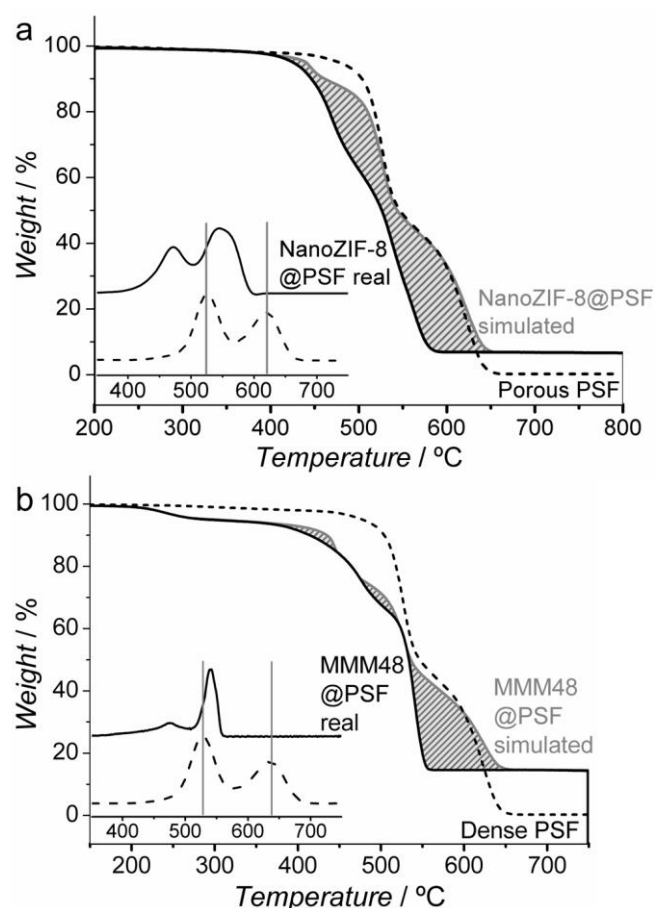 a
100
80
60
40
20
0
Weight / %
NanoZIF-8
@PSF real
NanoZIF-8@PSF
simulated
Porous PSF
400 500 600 700
200 300 400 500 600 700 800
Temperature / ºC
b
100
80
60
40
20
0
Weight / %
MMM48
@PSF
real
MMM48
@PSF
simulated
Dense PSF
400 500 600 700
200 300 400 500 600 700
Temperature / ºC